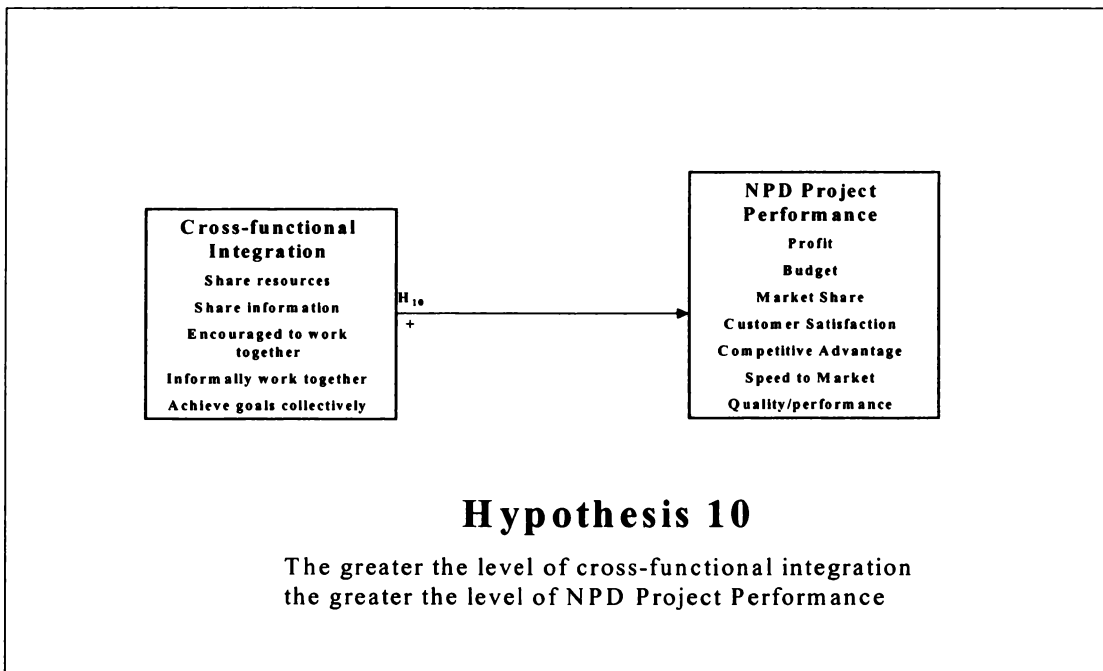 Cross-functional
Integration
Share resources
Share information
Encouraged to work
together
Informally work together
Achieve goals collectively
H10
+
NPD Project
Performance
Profit
Budget
Market Share
Customer Satisfaction
Competitive Advantage
Speed to Market
Quality/performance
Hypothesis 10
The greater the level of cross-functional integration
the greater the level of NPD Project Performance